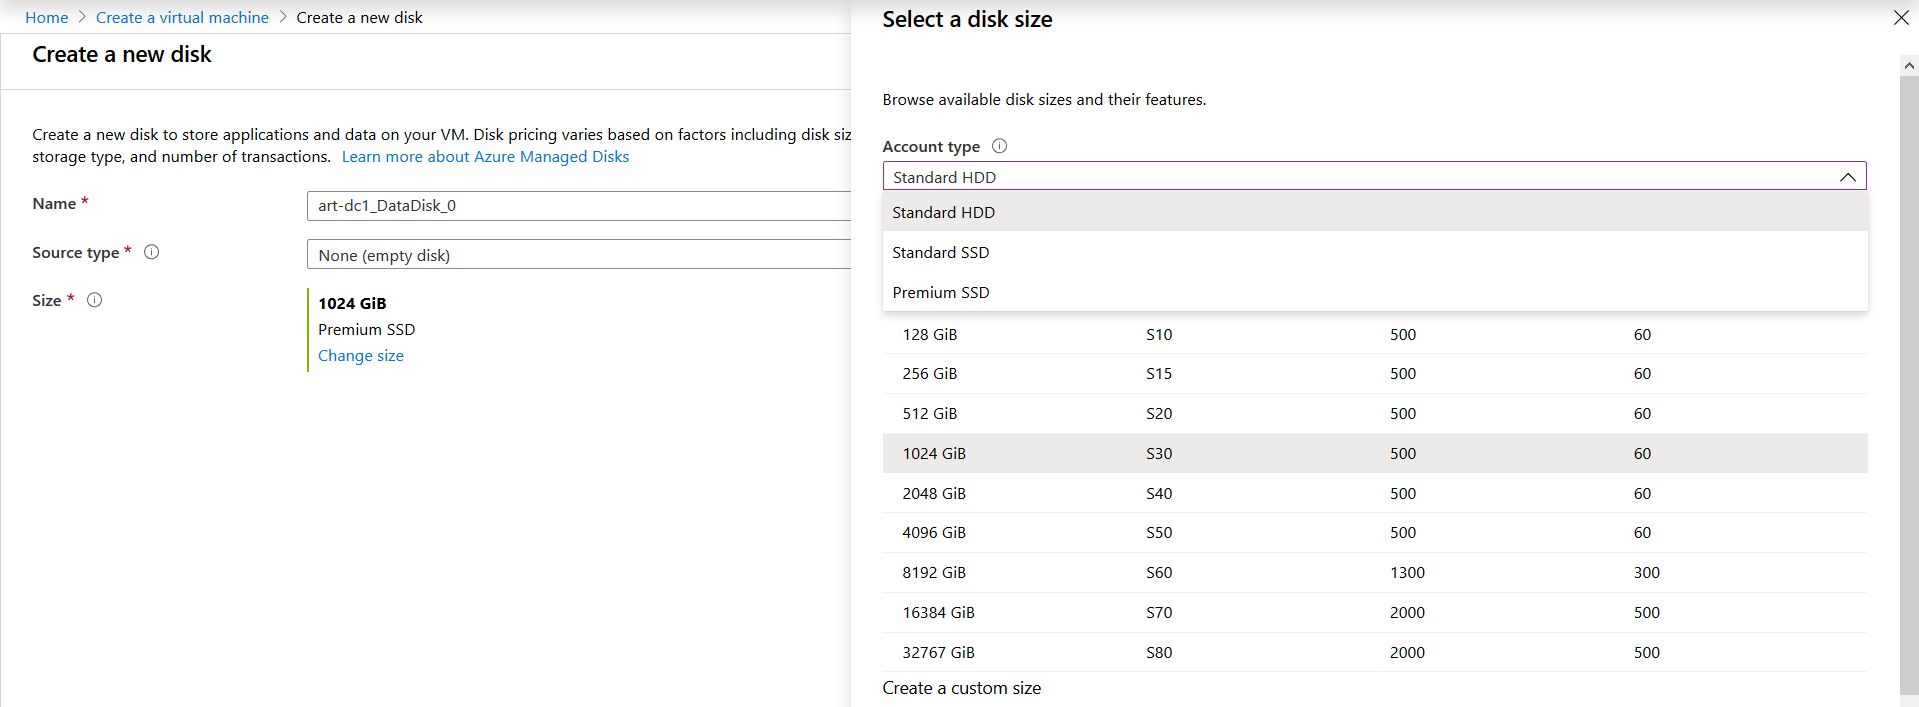 Home > Create a virtual machine > Create a new disk
Create a new disk
Create a new disk to store applications and data on your VM. Disk pricing varies based on factors including disk siz
storage type, and number of transactions. Learn more about Azure Managed Disks
Name *
art-dc1_DataDisk_0
Source type *
None (empty disk)
Size *
1024 GiB
Premium SSD
Change size
Select a disk size
Browse available disk sizes and their features.
Account type
Standard HDD
Standard HDD
Standard SSD
Premium SSD
128 GiB S10 500 60
256 GiB S15 500 60
512 GiB S20 500 60
1024 GiB S30 500 60
2048 GiB S40 500 60
4096 GiB S50 500 60
8192 GiB S60 1300 300
16384 GiB S70 2000 500
32767 GiB S80 2000 500
Create a custom size